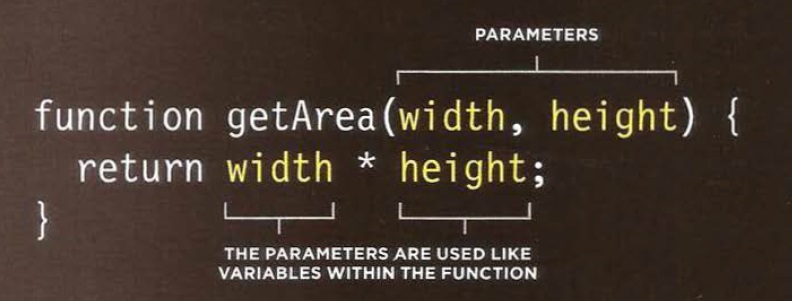 PARAMETERS
function getArea(width, height) {
return width * height;
}
THE PARAMETERS ARE USED LIKE
VARIABLES WITHIN THE FUNCTION